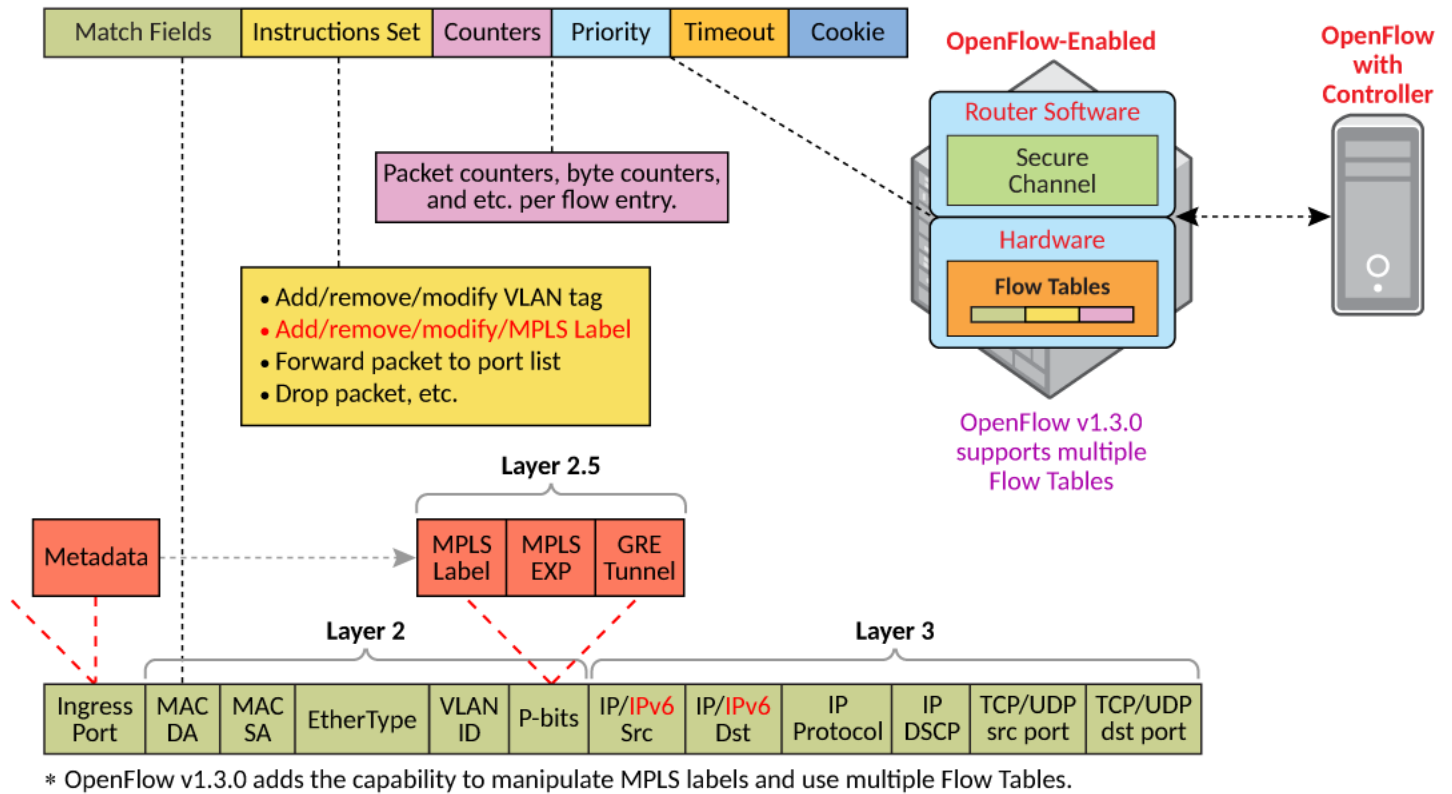 Match Fields
Instructions Set
Counters
Priority
Timeout
Cookie
OpenFlow-Enabled
OpenFlow
with
Controller
Router Software
Secure
Channel
Packet counters, byte counters,
and etc. per flow entry.
Hardware
Flow Tables
• Add/remove/modify VLAN tag
• Add/remove/modify/MPLS Label
• Forward packet to port list
• Drop packet, etc.
OpenFlow v1.3.0
supports multiple
Flow Tables
Layer 2.5
Metadata
MPLS
Label
MPLS
EXP
GRE
Tunnel
Layer 2
Layer 3
Ingress
Port
MAC
DA
MAC
SA
EtherType
VLAN
ID
P-bits
IP/IPv6
Src
IP/IPv6
Dst
IP
Protocol
IP
DSCP
TCP/UDP
src port
TCP/UDP
dst port
* OpenFlow v1.3.0 adds the capability to manipulate MPLS labels and use multiple Flow Tables.